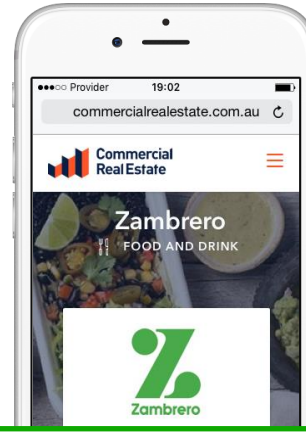 Provider 19:02
commercialrealestate.com.au
Commercial
Real Estate
Zambrero
FOOD AND DRINK
Zambrero